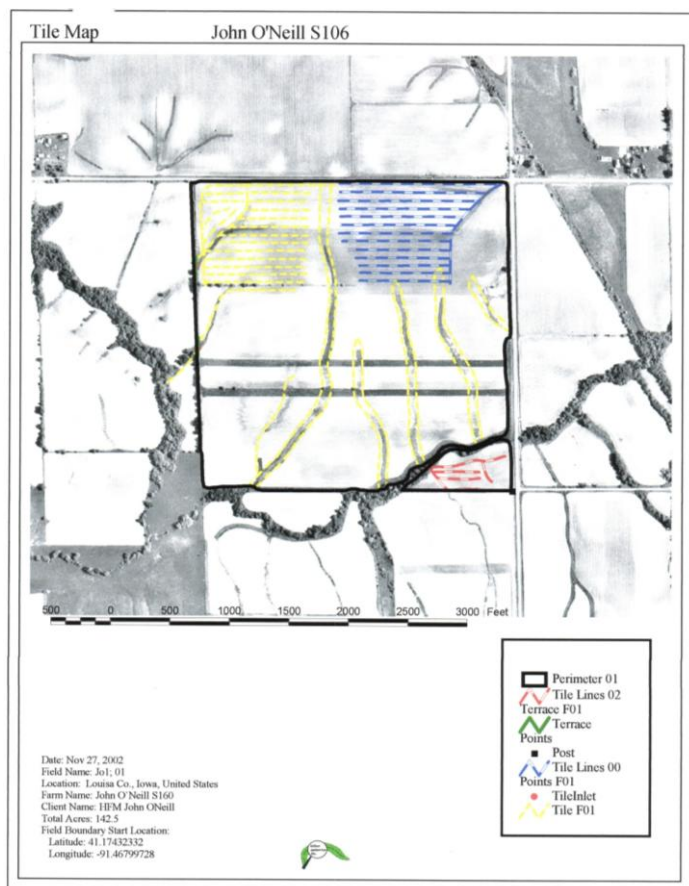 Tile Map John O'Neill S106
500 0 500 1000 1500 2000 2500 3000 Feet
Perimeter 01
Tile Lines 02
Terrace F01
Terrace
Points
Post
Tile Lines 00
Points F01
TileInlet
Tile F01
Date: Nov 27, 2002
Field Name: Jo1; 01
Location: Louisa Co., Iowa, United States
Farm Name: John O'Neill S160
Client Name: HFM John ONeill
Total Acres: 142.5
Field Boundary Start Location:
Latitude: 41.17432332
Longitude: -91.46799728